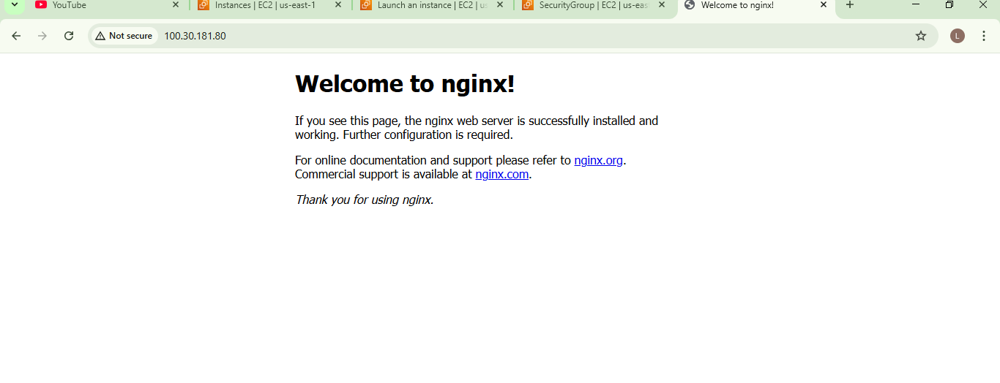 YouTube
Instances | EC2 | us-east-1
Launch an instance | EC2 | us
SecurityGroup | EC2 | us-eas
Welcome to nginx!
Not secure
100.30.181.80
L
Welcome to nginx!
If you see this page, the nginx web server is successfully installed and
working. Further configuration is required.
For online documentation and support please refer to nginx.org.
Commercial support is available at nginx.com.
Thank you for using nginx.